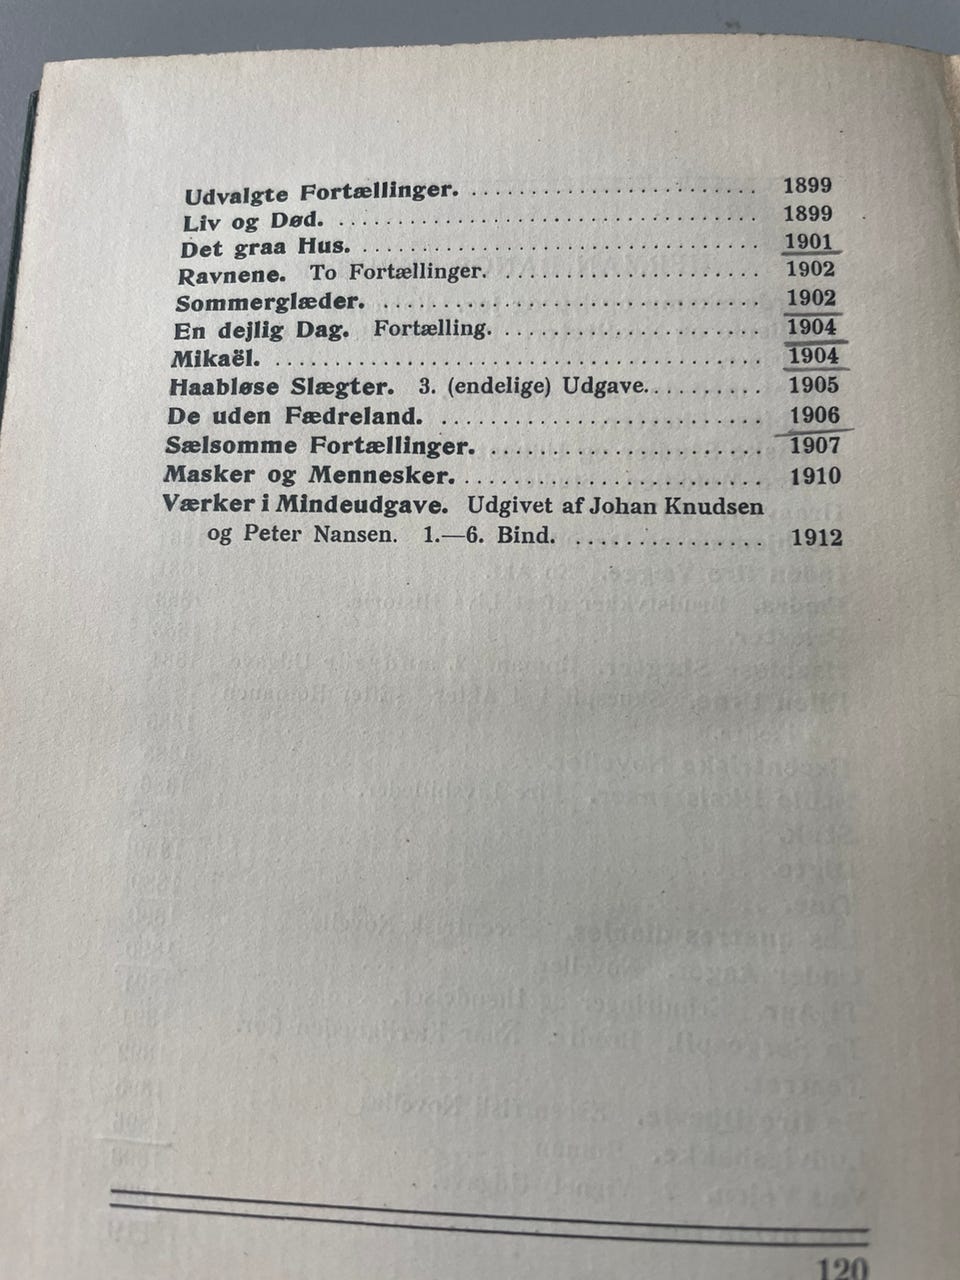 Udvalgte Fortællinger. ............................ 1899
Liv og Død. ........................................ 1899
Det graa Hus. ...................................... 1901
Ravnene. To Fortællinger. ...................... 1902
Sommerglæder. .................................. 1902
En dejlig Dag. Fortælling. ...................... 1904
Mikaël. .............................................. 1904
Haabløse Slægter. 3. (endelige) Udgave. ......... 1905
De uden Fædreland. .............................. 1906
Sælsomme Fortællinger. ......................... 1907
Masker og Mennesker. ............................ 1910
Værker i Mindeudgave. Udgivet af Johan Knudsen
og Peter Nansen. 1.—6. Bind. ................ 1912
120